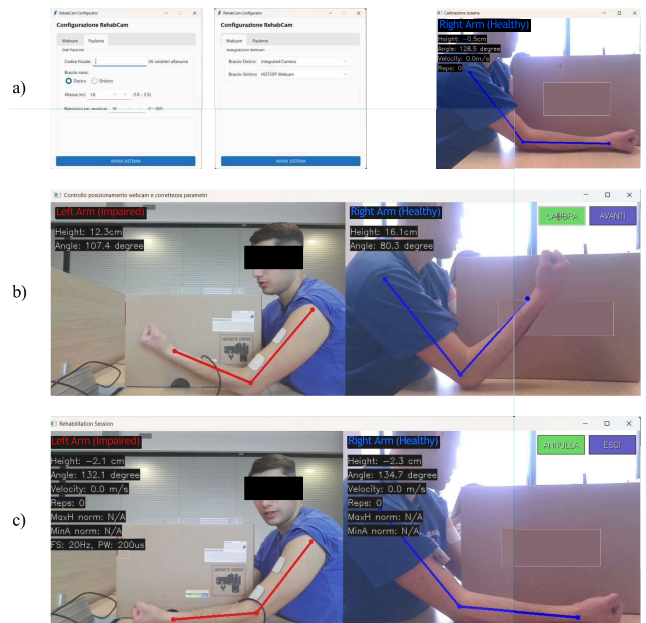 a)
RehabCam Configurator
Configurazione RehabCam
Webcam Paziente
Dati Paziente
Codice Fiscale: (16 caratteri alfanumerici
Braccio sano:
Destro Sinistro
Altezza (m): 1.8 (1.0 - 2.5)
Ripetizioni per sessione: 10
AVVIA SISTEMA
RehabCam Configurator
Configurazione RehabCam
Webcam Paziente
Assegnazione Webcam
Braccio Destro: Integrated Camera
Braccio Sinistro: HD720P Webcam
AVVIA SISTEMA
Calibrazione sistema
Right Arm (Healthy)
Height: -0.5cm
Angle: 128.5 degree
Velocity: 0.0m/s
Reps: 0
b)
Controllo posizionamento webcam e correttezza parametri
Left Arm (Impaired)
Height: 12.3cm
Angle: 107.4 degree
Right Arm (Healthy)
Height: 16.1cm
Angle: 80.3 degree
CALIBRA AVANTI
c)
Rehabilitation Session
Left Arm (Impaired)
Height: -2.1 cm
Angle: 132.1 degree
Velocity: 0.0 m/s
Reps: 0
MaxH norm: N/A
MinA norm: N/A
FS: 20Hz, PW: 200us
Right Arm (Healthy)
Height: -2.3 cm
Angle: 134.7 degree
Velocity: 0.0 m/s
Reps: 0
MaxH norm: N/A
MinA norm: N/A
ANNULLA ESCI